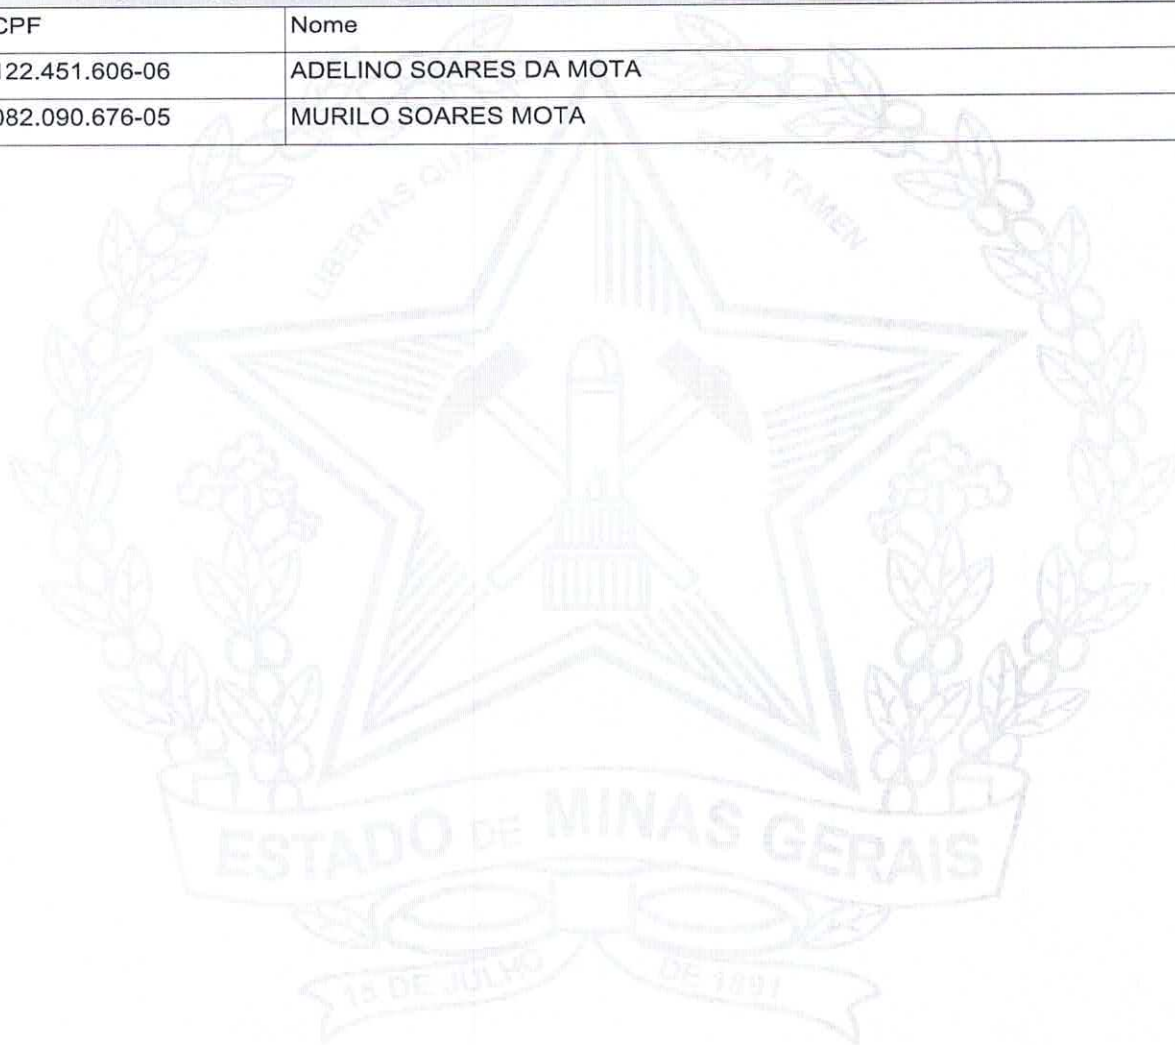 CPF Nome
122.451.606-06 ADELINO SOARES DA MOTA
082.090.676-05 MURILO SOARES MOTA
LIBERTAS QUAE SERA TAMEN
ESTADO DE MINAS GERAIS
15 DE JULHO DE 1891